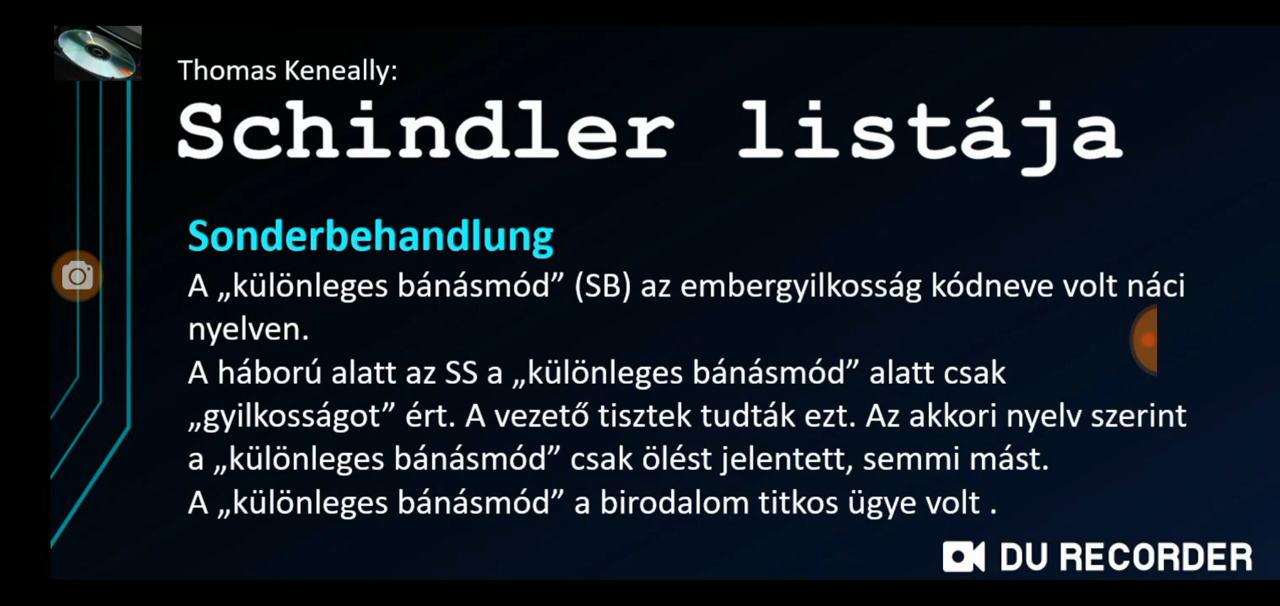 Thomas Keneally:
Schindler listája
Sonderbehandlung
A „különleges bánásmód” (SB) az embergyilkosság kódneve volt náci
nyelven.
A háború alatt az SS a „különleges bánásmód” alatt csak
„gyilkosságot” ért. A vezető tisztek tudták ezt. Az akkori nyelv szerint
a „különleges bánásmód” csak ölést jelentett, semmi mást.
A „különleges bánásmód” a birodalom titkos ügye volt .
DU RECORDER